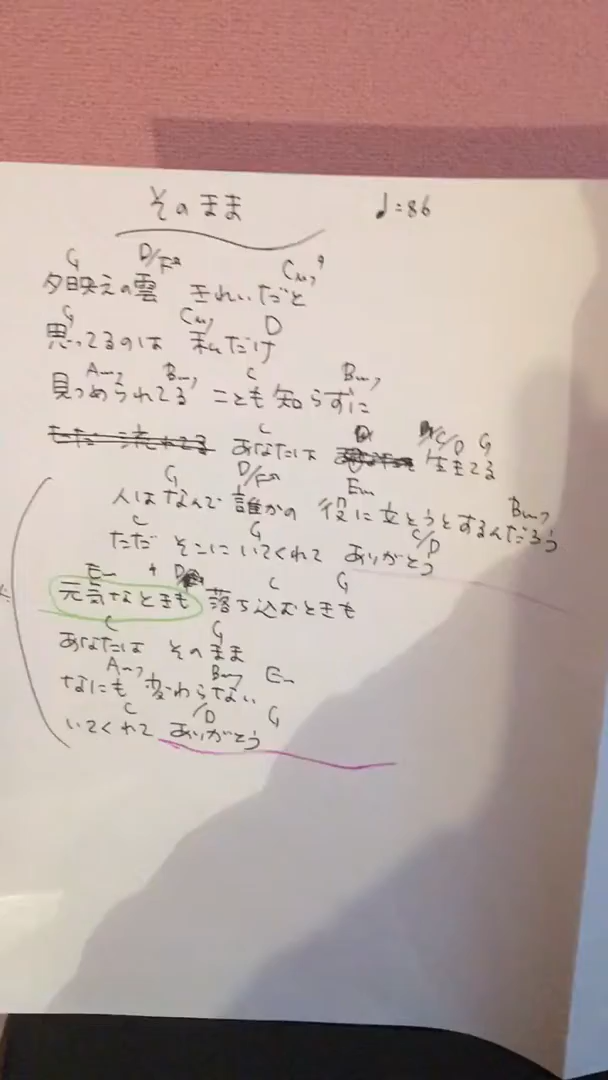 そのまま ♩=86
G D/F# CM7 9
夕映えの雲 きれいだと
G CM7 D
思ってるのは 私だけ
Am7 Bm7 C Bm7
見つめられてる ことも知らずに
C C/D G
あなたは 生きてる
G D/F# Em Bm7
人はなんで 誰かの 役に立とうとするんだろう
C G C/D
ただ そこに いてくれて ありがとう
Em C G
元気なときも 落ち込むときも
C G
あなたは そのまま
Am7 Bm7 Em
なにも 変わらない
C /D G
いてくれて ありがとう